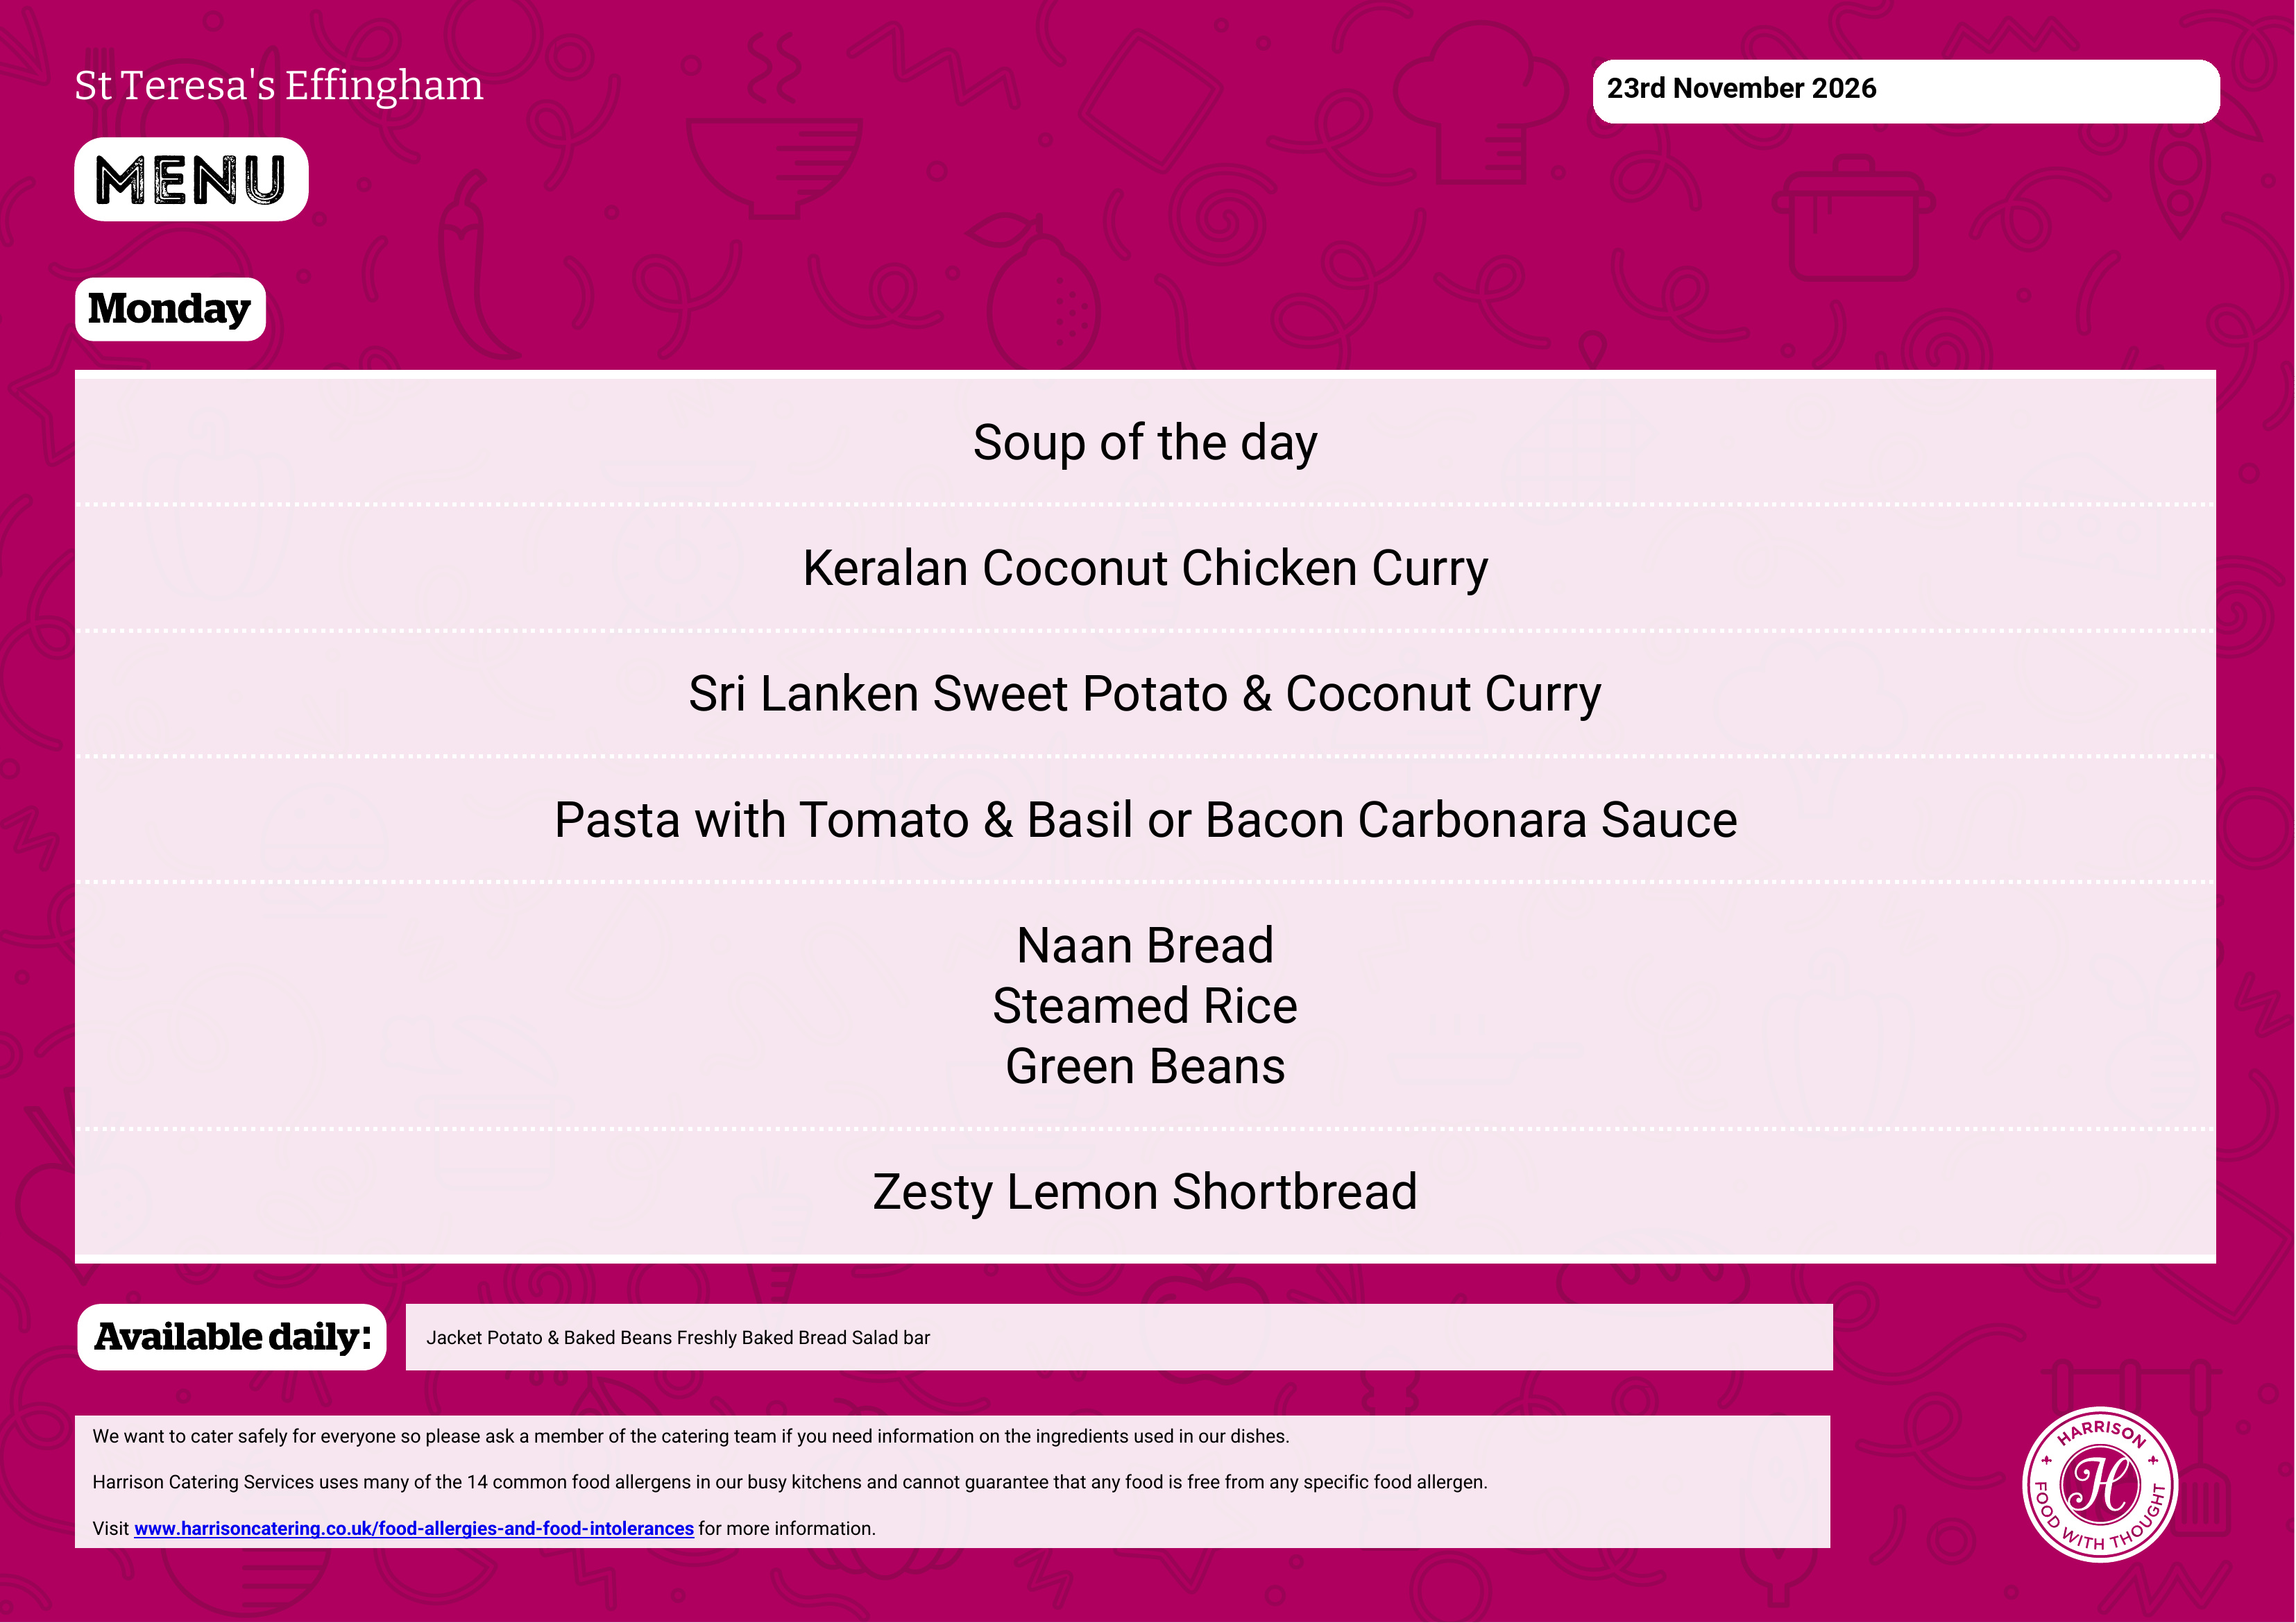 St Teresa's Effingham
23rd November 2026
MENU
Monday
Soup of the day
Keralan Coconut Chicken Curry
Sri Lanken Sweet Potato & Coconut Curry
Pasta with Tomato & Basil or Bacon Carbonara Sauce
Naan Bread
Steamed Rice
Green Beans
Zesty Lemon Shortbread
Available daily:
Jacket Potato & Baked Beans Freshly Baked Bread Salad bar
We want to cater safely for everyone so please ask a member of the catering team if you need information on the ingredients used in our dishes.
Harrison Catering Services uses many of the 14 common food allergens in our busy kitchens and cannot guarantee that any food is free from any specific food allergen.
Visit www.harrisoncatering.co.uk/food-allergies-and-food-intolerances for more information.
HARRISON
H
FOOD WITH THOUGHT